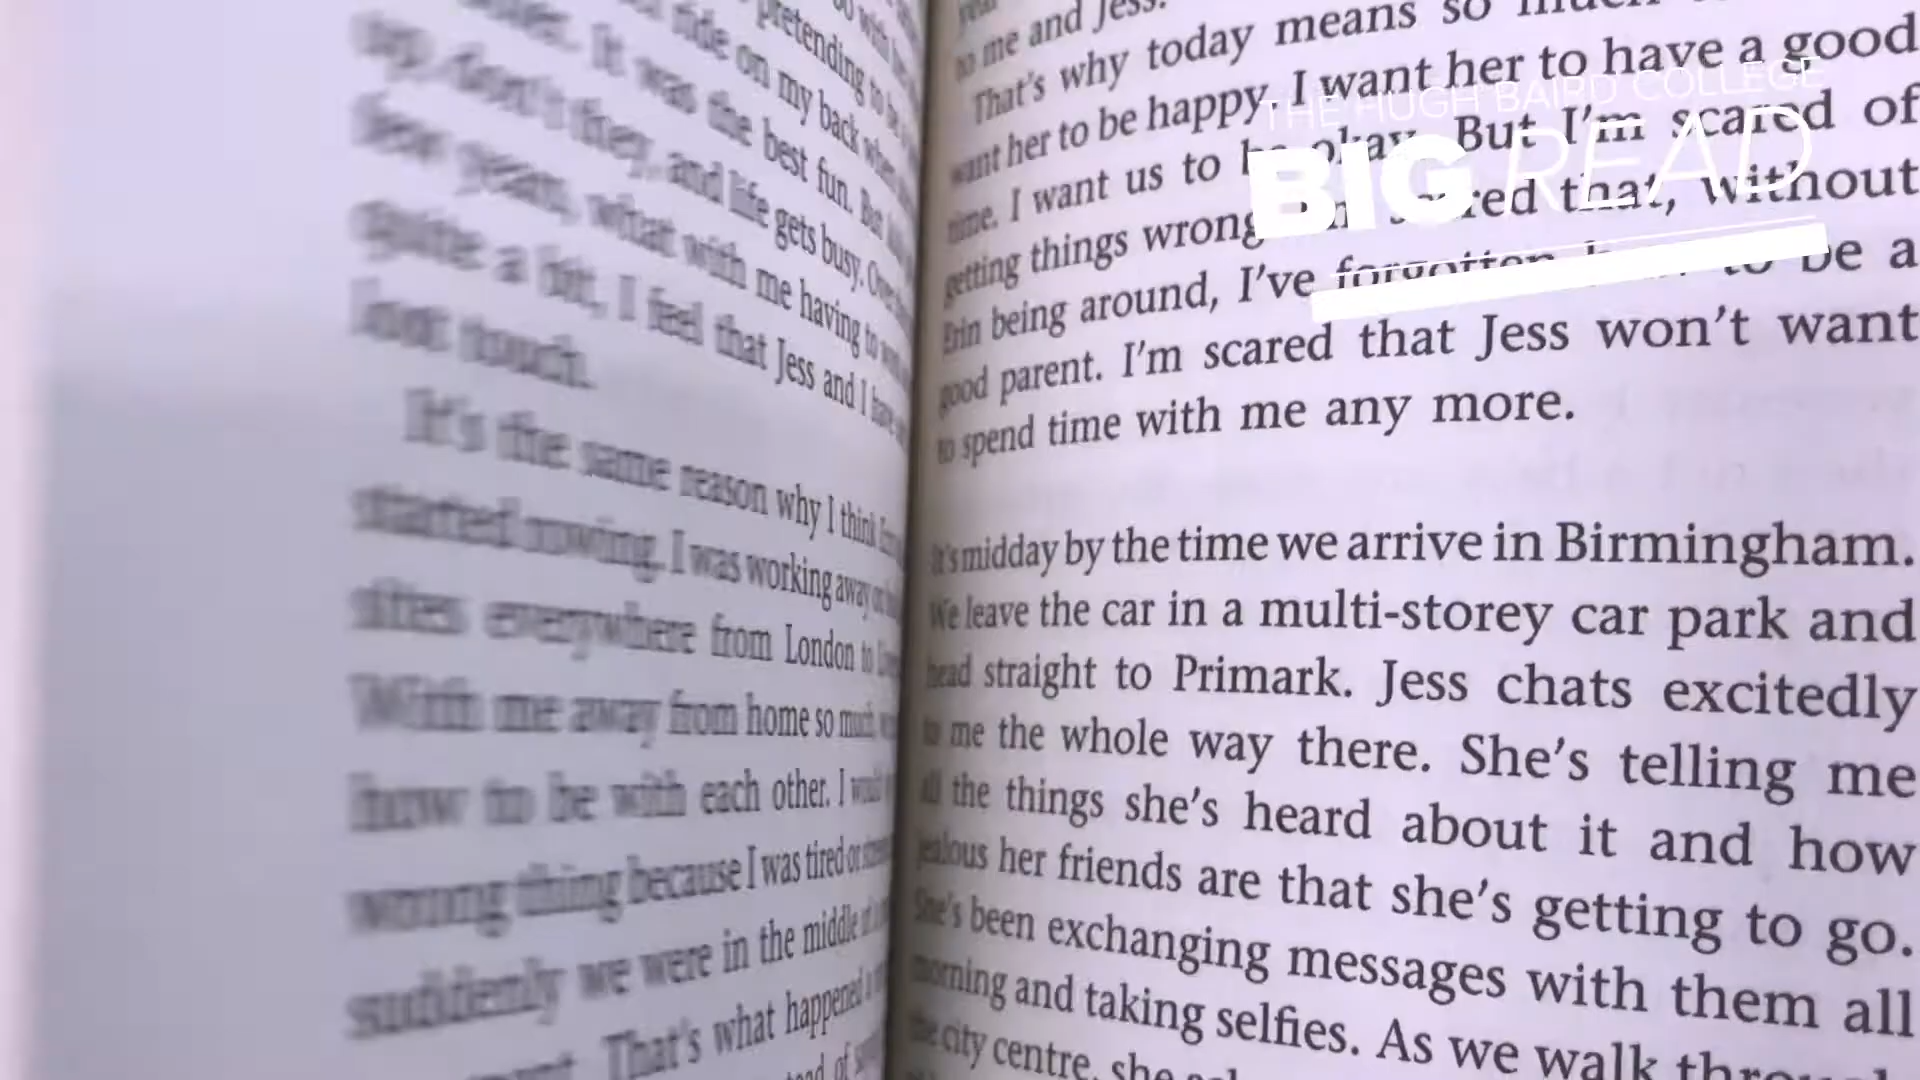 pretending to be
ride on my back when
It was the best fun. But
don't they, and life gets busy. Over
few years, what with me having to
quite a bit, I feel that Jess and I have
lost touch.
It's the same reason why I think
started rowing. I was working away on
sites everywhere from London to
With me away from home so much,
how to be with each other. I would
wrong thing because I was tired or
suddenly we were in the middle
That's what happened
to me and Jess.
That's why today means so much
want her to be happy. I want her to have a good
time. I want us to be okay. But I'm scared of
getting things wrong. I'm scared that, without
Erin being around, I've forgotten how to be a
good parent. I'm scared that Jess won't want
to spend time with me any more.
It's midday by the time we arrive in Birmingham.
We leave the car in a multi-storey car park and
head straight to Primark. Jess chats excitedly
to me the whole way there. She's telling me
all the things she's heard about it and how
jealous her friends are that she's getting to go.
She's been exchanging messages with them all
morning and taking selfies. As we walk through
the city centre, she
THE HUGH BAIRD COLLEGE
BIG READ